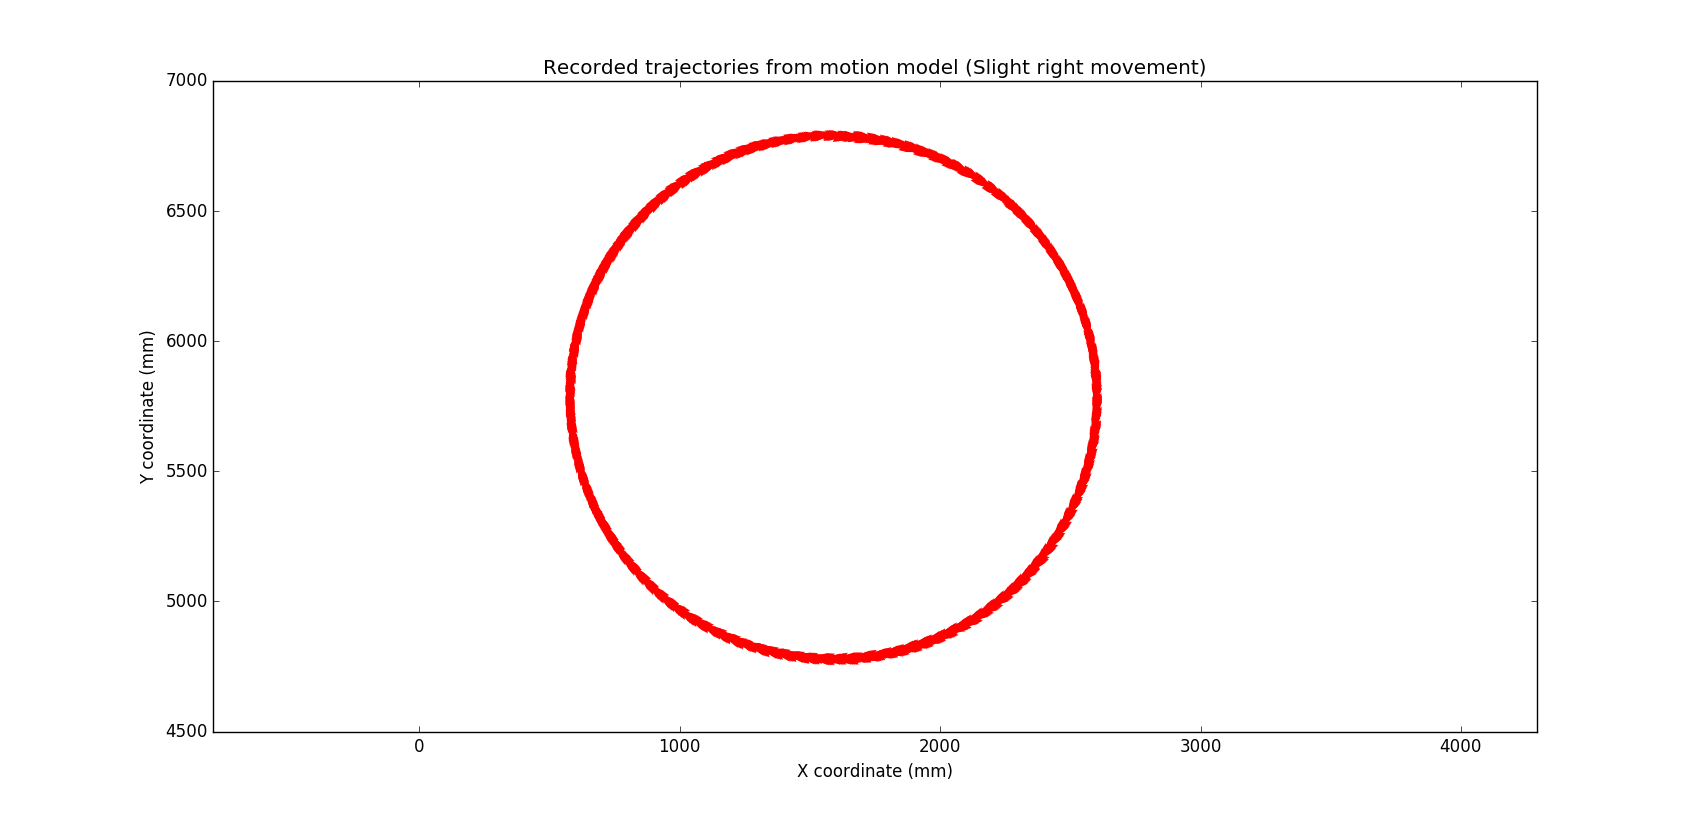 Recorded trajectories from motion model (Slight right movement)
7000
6500
6000
5500
5000
4500
Y coordinate (mm)
0 1000 2000 3000 4000
X coordinate (mm)